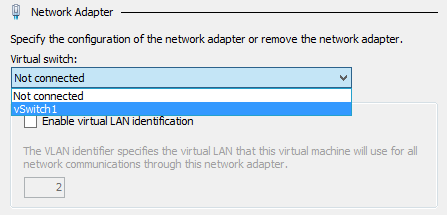 Network Adapter
Specify the configuration of the network adapter or remove the network adapter.
Virtual switch:
Not connected
Not connected
vSwitch1
Enable virtual LAN identification
The VLAN identifier specifies the virtual LAN that this virtual machine will use for all
network communications through this network adapter.
2